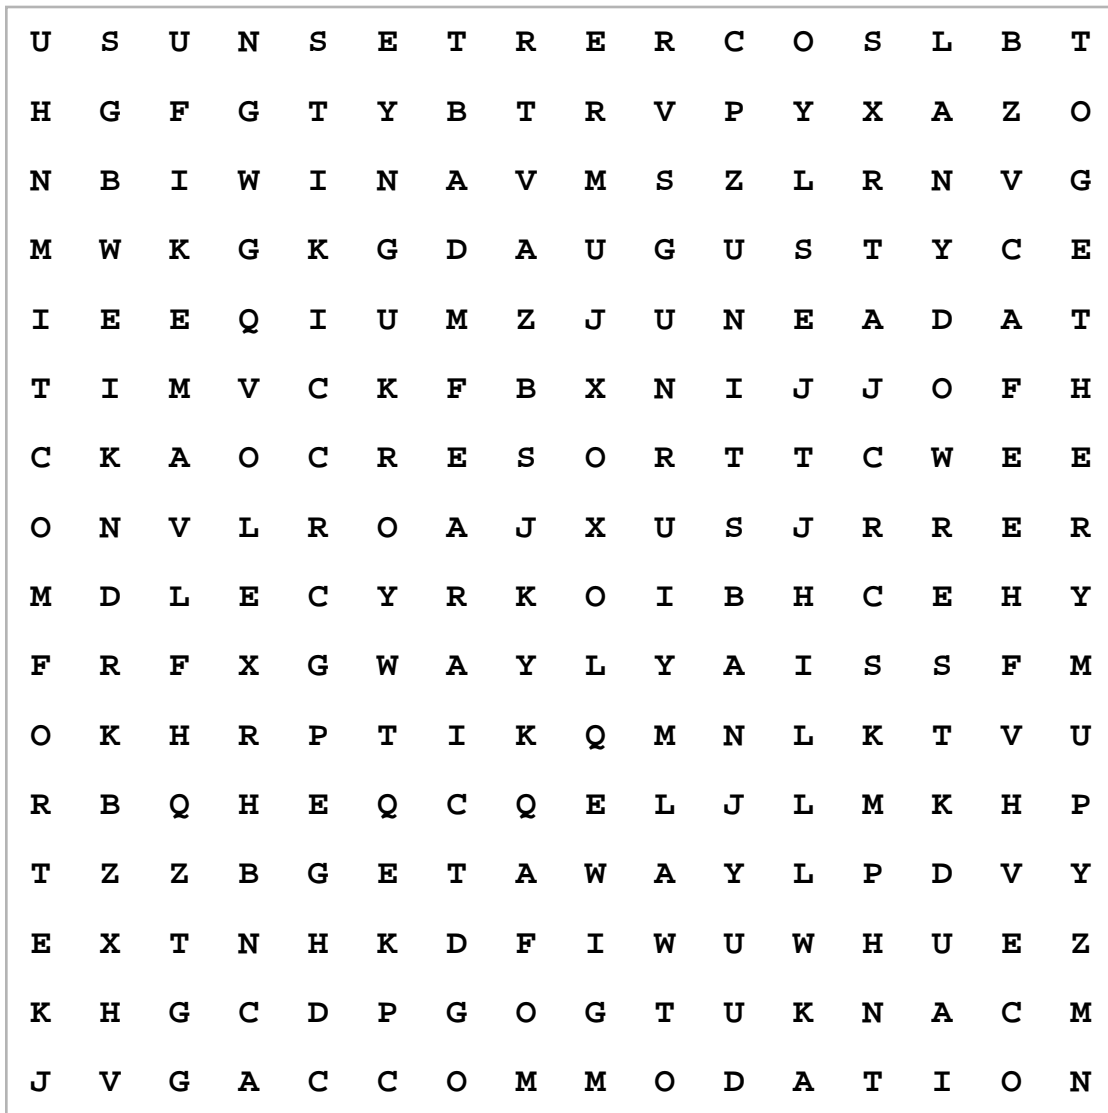 U S U N S E T R E R C O S L B T
H G F G T Y B T R V P Y X A Z O
N B I W I N A V M S Z L R N V G
M W K G K G D A U G U S T Y C E
I E E Q I U M Z J U N E A D A T
T I M V C K F B X N I J J O F H
C K A O C R E S O R T T C W E E
O N V L R O A J X U S J R R E R
M D L E C Y R K O I B H C E H Y
F R F X G W A Y L Y A I S S F M
O K H R P T I K Q M N L K T V U
R B Q H E Q C Q E L J L M K H P
T Z Z B G E T A W A Y L P D V Y
E X T N H K D F I W U W H U E Z
K H G C D P G O G T U K N A C M
J V G A C C O M M O D A T I O N